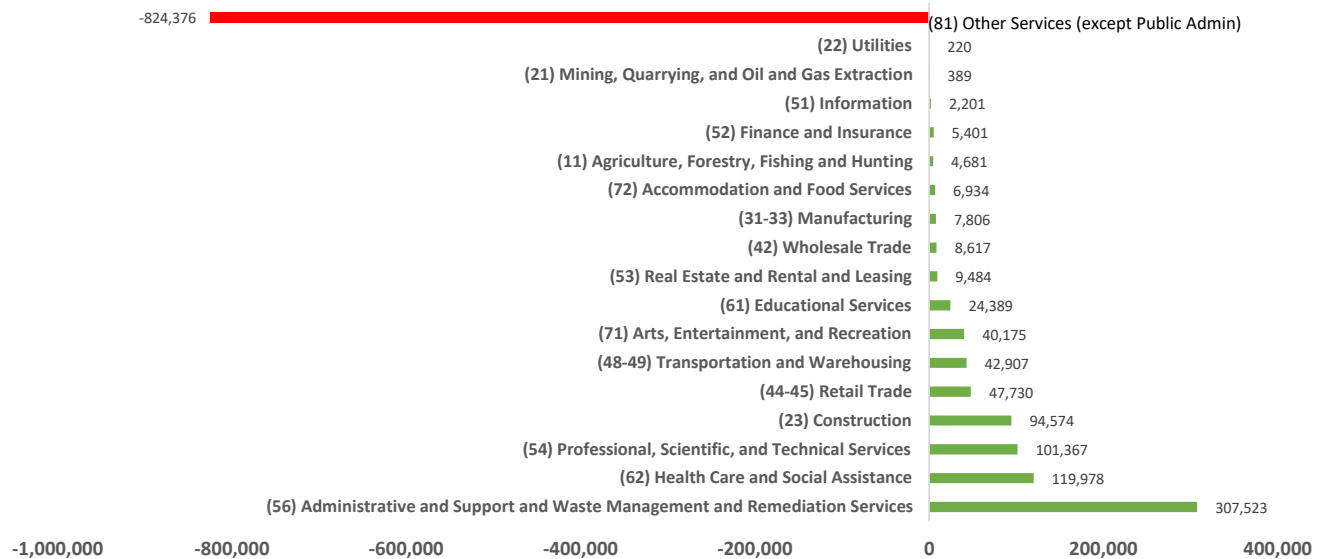 -824,376 (81) Other Services (except Public Admin)
(22) Utilities 220
(21) Mining, Quarrying, and Oil and Gas Extraction 389
(51) Information 2,201
(52) Finance and Insurance 5,401
(11) Agriculture, Forestry, Fishing and Hunting 4,681
(72) Accommodation and Food Services 6,934
(31-33) Manufacturing 7,806
(42) Wholesale Trade 8,617
(53) Real Estate and Rental and Leasing 9,484
(61) Educational Services 24,389
(71) Arts, Entertainment, and Recreation 40,175
(48-49) Transportation and Warehousing 42,907
(44-45) Retail Trade 47,730
(23) Construction 94,574
(54) Professional, Scientific, and Technical Services 101,367
(62) Health Care and Social Assistance 119,978
(56) Administrative and Support and Waste Management and Remediation Services 307,523
-1,000,000 -800,000 -600,000 -400,000 -200,000 0 200,000 400,000